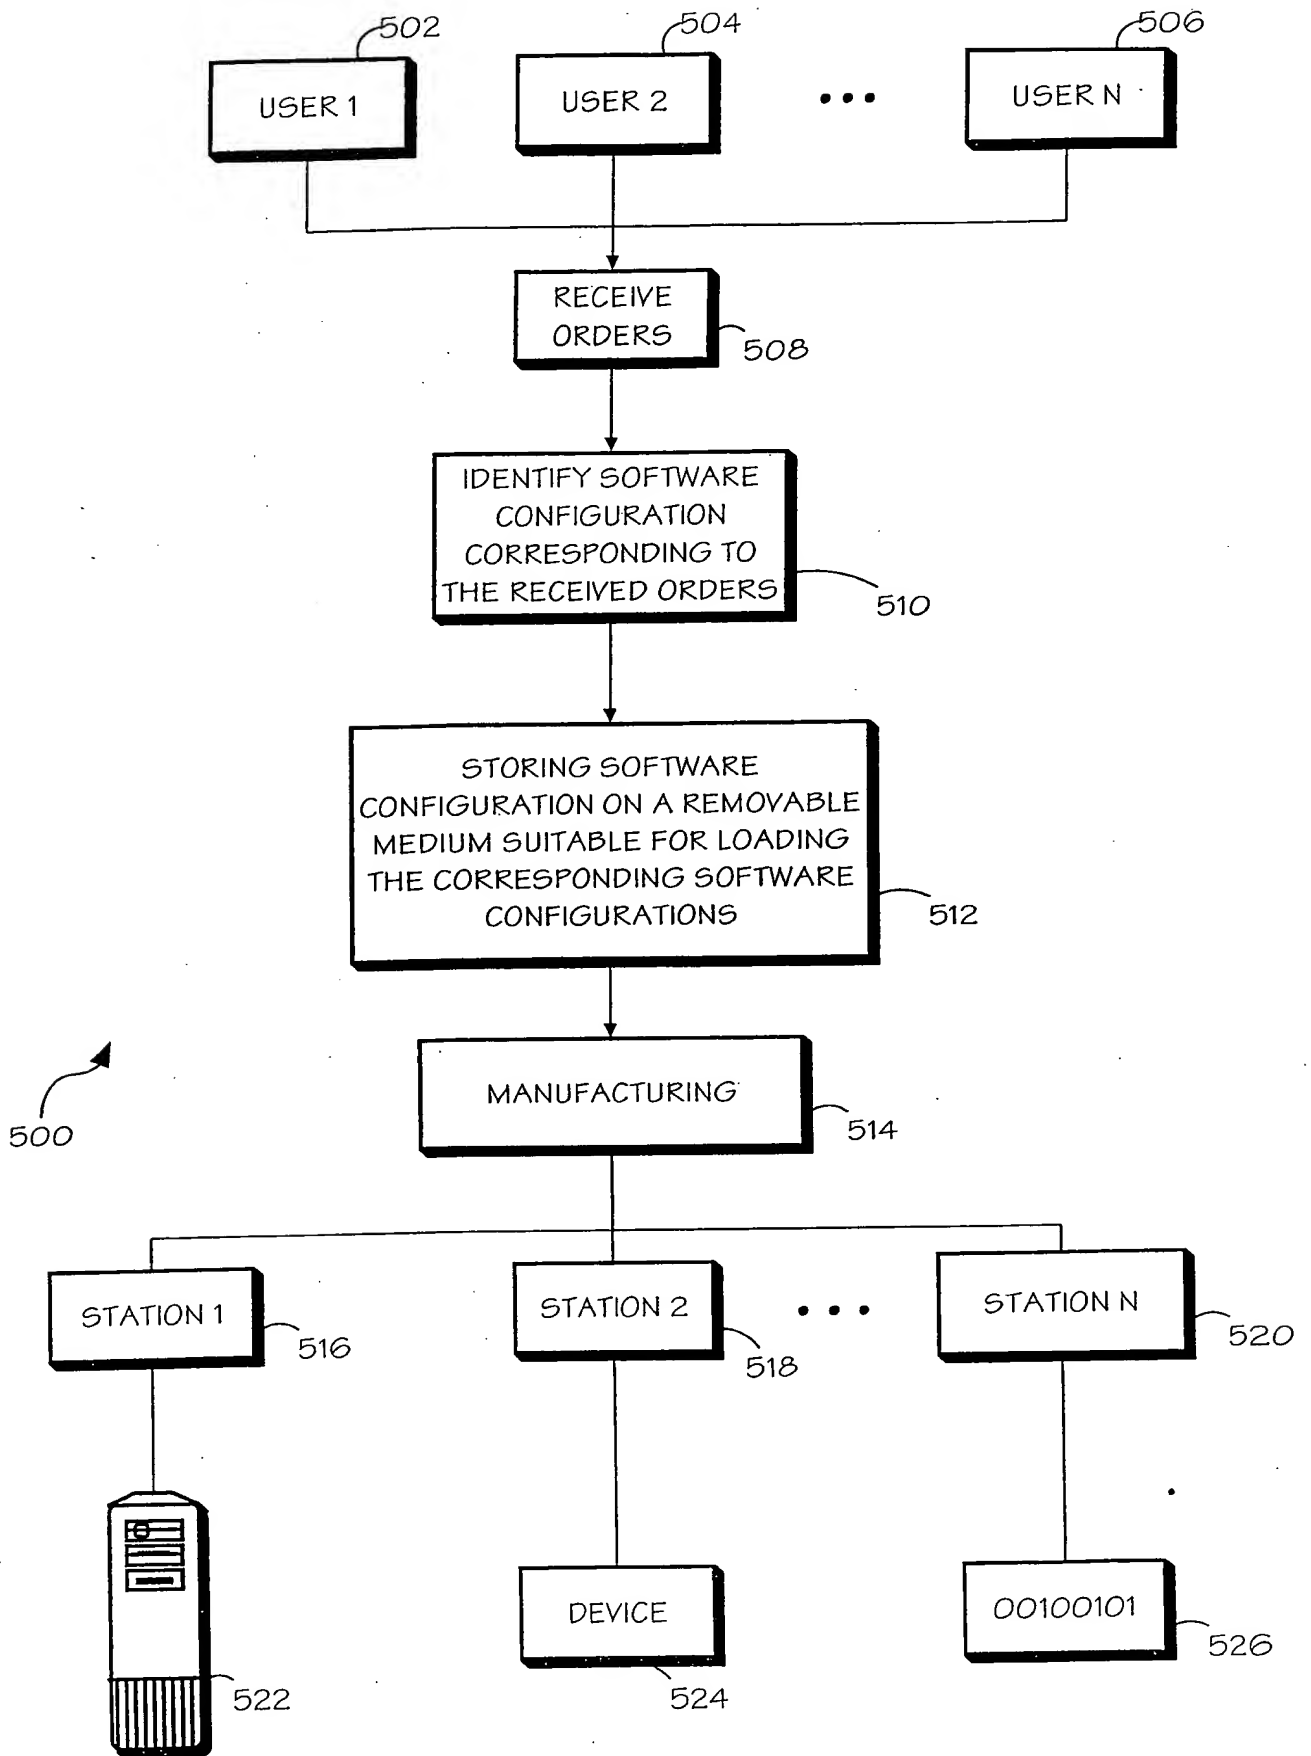 502
504
506
USER 1
USER 2
USER N
RECEIVE
ORDERS
508
IDENTIFY SOFTWARE
CONFIGURATION
CORRESPONDING TO
THE RECEIVED ORDERS
510
STORING SOFTWARE
CONFIGURATION ON A REMOVABLE
MEDIUM SUITABLE FOR LOADING
THE CORRESPONDING SOFTWARE
CONFIGURATIONS
512
500
MANUFACTURING
514
STATION 1
516
STATION 2
518
STATION N
520
522
DEVICE
524
00100101
526